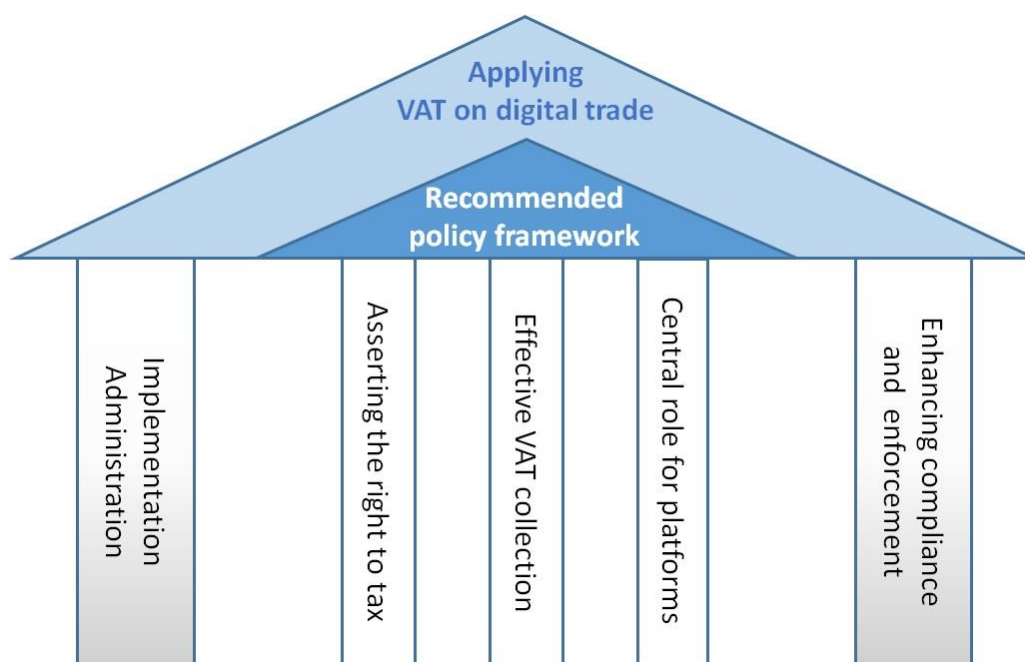 Applying
VAT on digital trade
Recommended
policy framework
Implementation
Administration
Asserting the right to tax
Effective VAT collection
Central role for platforms
Enhancing compliance
and enforcement